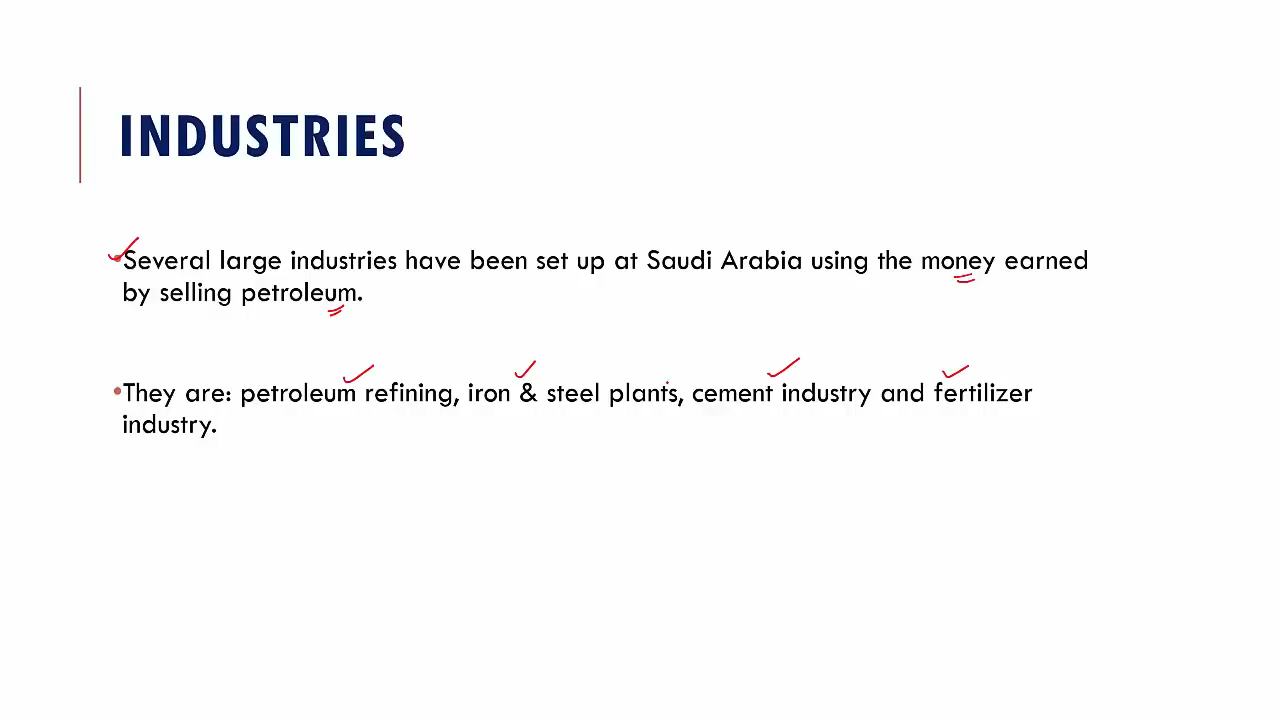 INDUSTRIES
•Several large industries have been set up at Saudi Arabia using the money earned
by selling petroleum.
•They are: petroleum refining, iron & steel plants, cement industry and fertilizer
industry.